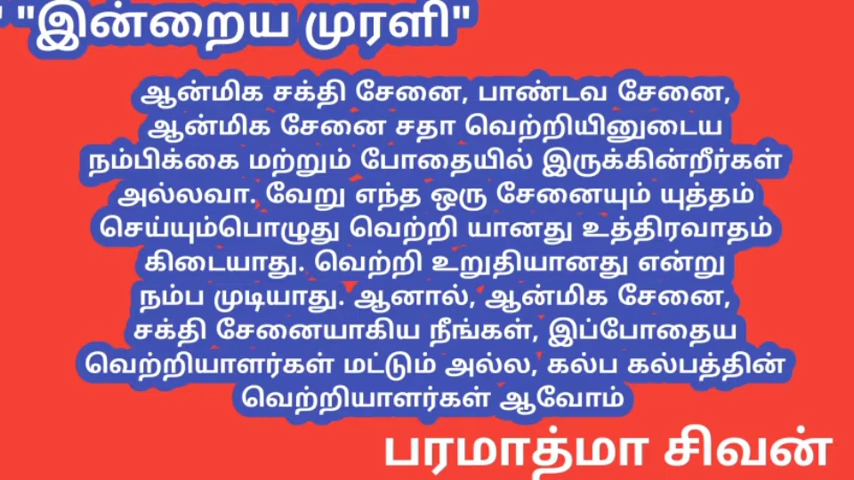 " "இன்றைய முரளி"
ஆன்மிக சக்தி சேனை, பாண்டவ சேனை,
ஆன்மிக சேனை சதா வெற்றியினுடைய
நம்பிக்கை மற்றும் போதையில் இருக்கின்றீர்கள்
அல்லவா. வேறு எந்த ஒரு சேனையும் யுத்தம்
செய்யும்பொழுது வெற்றி யானது உத்திரவாதம்
கிடையாது. வெற்றி உறுதியானது என்று
நம்ப முடியாது. ஆனால், ஆன்மிக சேனை,
சக்தி சேனையாகிய நீங்கள், இப்போதைய
வெற்றியாளர்கள் மட்டும் அல்ல, கல்ப கல்பத்தின்
வெற்றியாளர்கள் ஆவோம்
பரமாத்மா சிவன்